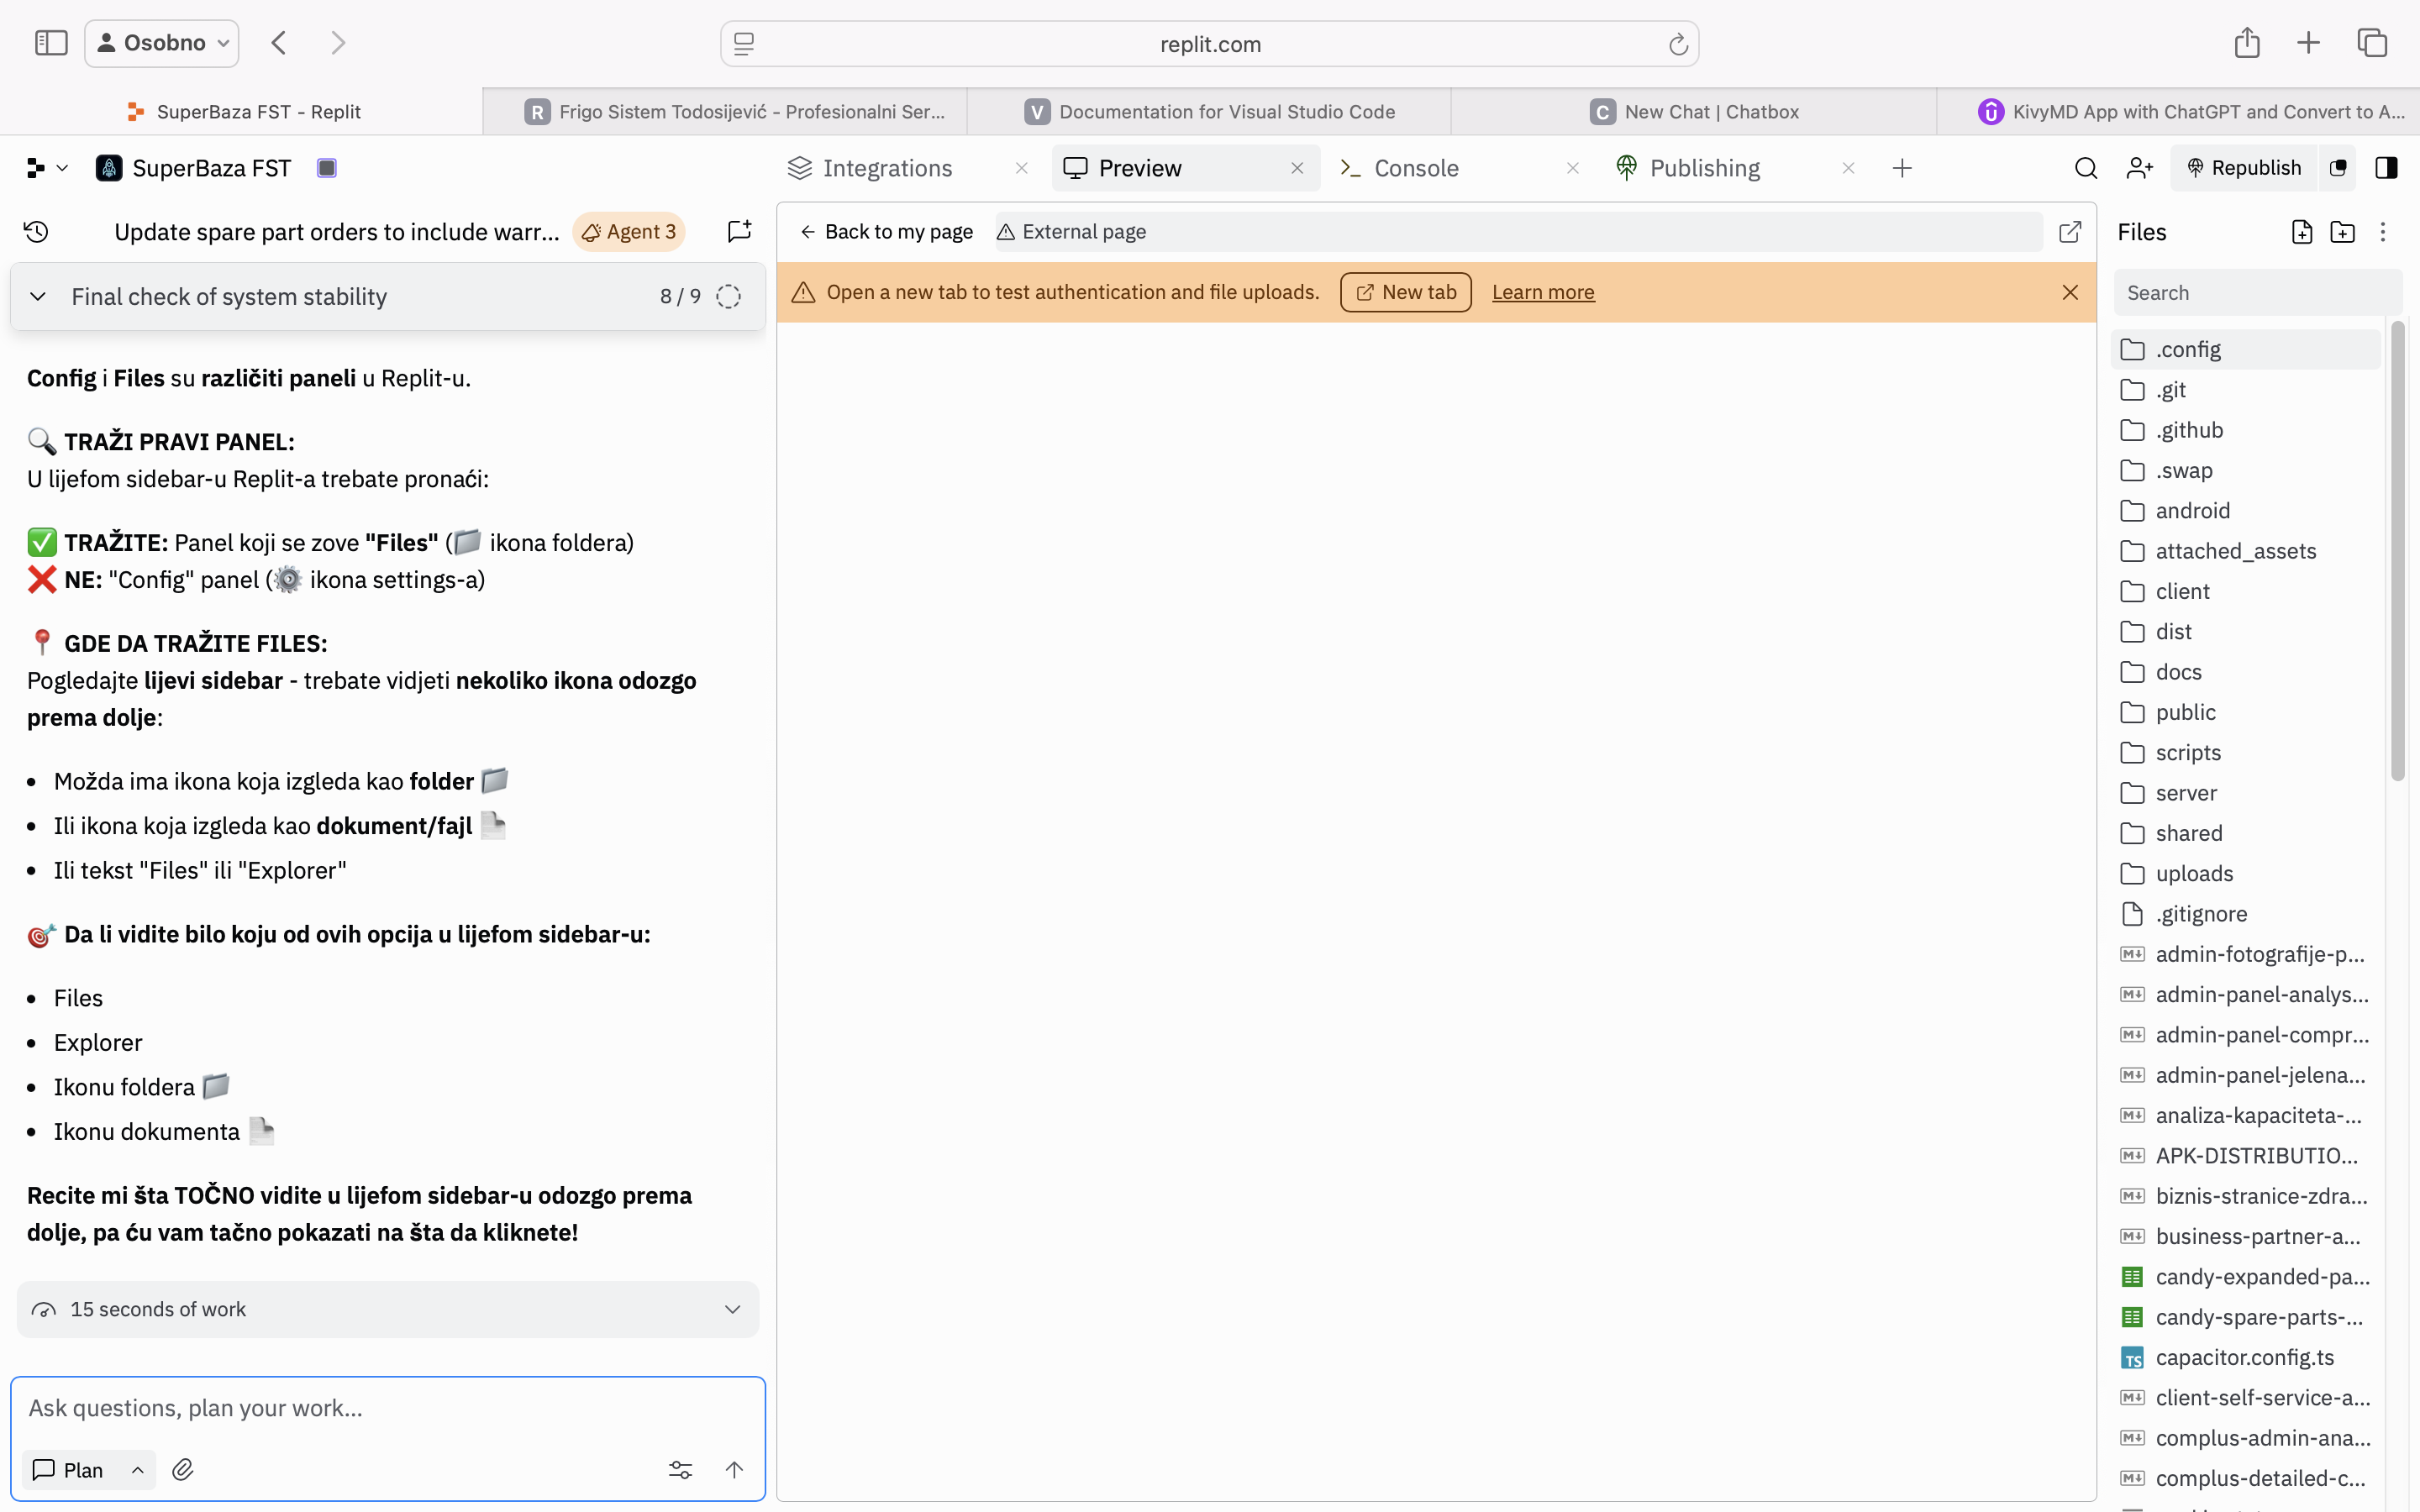 Osobno
replit.com
SuperBaza FST - Replit
R Frigo Sistem Todosijević - Profesionalni Ser...
V Documentation for Visual Studio Code
C New Chat | Chatbox
KivyMD App with ChatGPT and Convert to A...
SuperBaza FST
Integrations
Preview
Console
Publishing
Republish
Update spare part orders to include warr...
Agent 3
Back to my page
External page
Files
Final check of system stability
8 / 9
Open a new tab to test authentication and file uploads.
New tab
Learn more
Search
Config i Files su različiti paneli u Replit-u.
TRAŽI PRAVI PANEL:
U lijefom sidebar-u Replit-a trebate pronaći:
TRAŽITE: Panel koji se zove "Files" ( ikona foldera)
NE: "Config" panel ( ikona settings-a)
GDE DA TRAŽITE FILES:
Pogledajte lijevi sidebar - trebate vidjeti nekoliko ikona odozgo
prema dolje:
• Možda ima ikona koja izgleda kao folder
• Ili ikona koja izgleda kao dokument/fajl
• Ili tekst "Files" ili "Explorer"
Da li vidite bilo koju od ovih opcija u lijefom sidebar-u:
• Files
• Explorer
• Ikonu foldera
• Ikonu dokumenta
Recite mi šta TOČNO vidite u lijefom sidebar-u odozgo prema
dolje, pa ću vam tačno pokazati na šta da kliknete!
15 seconds of work
Ask questions, plan your work...
Plan
.config
.git
.github
.swap
android
attached_assets
client
dist
docs
public
scripts
server
shared
uploads
.gitignore
admin-fotografije-p...
admin-panel-analys...
admin-panel-compr...
admin-panel-jelena...
analiza-kapaciteta-...
APK-DISTRIBUTIO...
biznis-stranice-zdra...
business-partner-a...
candy-expanded-pa...
candy-spare-parts-...
TS capacitor.config.ts
client-self-service-a...
complus-admin-ana...
complus-detailed-c...